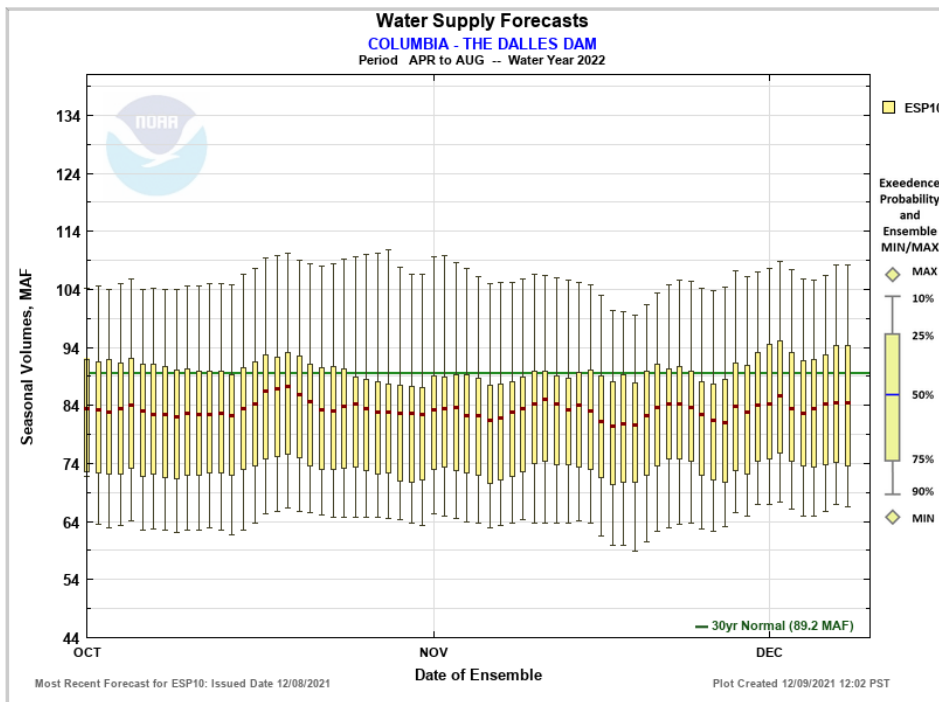 Water Supply Forecasts
COLUMBIA - THE DALLES DAM
Period APR to AUG -- Water Year 2022
NOAA
Seasonal Volumes, MAF
134
124
114
104
94
84
74
64
54
44
OCT
NOV
DEC
Date of Ensemble
30yr Normal (89.2 MAF)
ESP10
Exeedence
Probability
and
Ensemble
MIN/MAX
MAX
10%
25%
50%
75%
90%
MIN
Most Recent Forecast for ESP10: Issued Date 12/08/2021
Plot Created 12/09/2021 12:02 PST